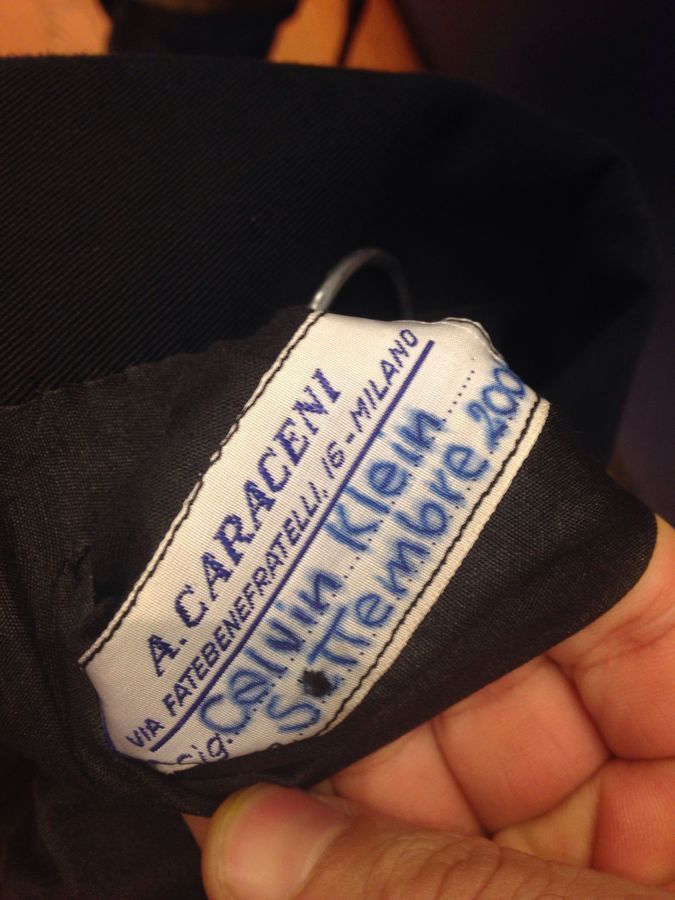 A. CARACENI
VIA FATEBENEFRATELLI, 16 - MILANO
Sig. Calvin Klein
Settembre 200